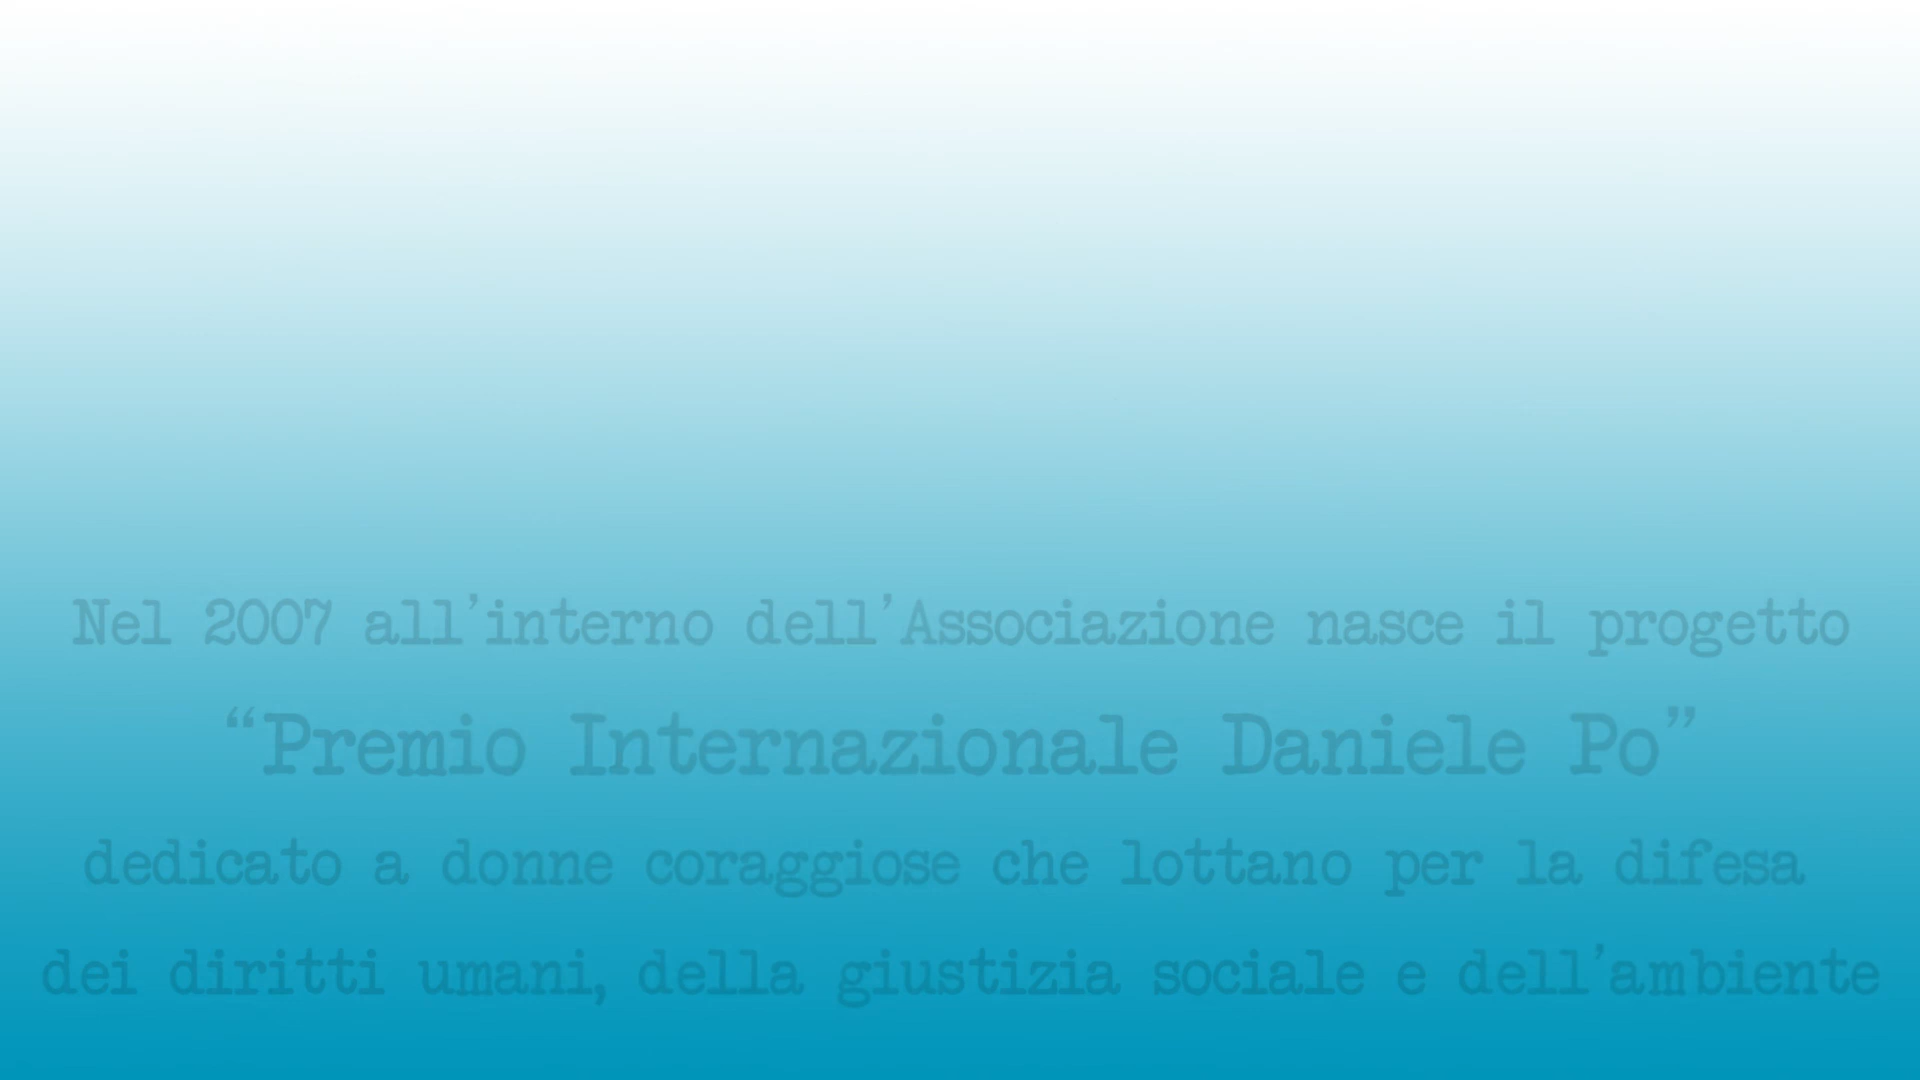 Nel 2007 all’interno dell’Associazione nasce il progetto
“Premio Internazionale Daniele Po”
dedicato a donne coraggiose che lottano per la difesa
dei diritti umani, della giustizia sociale e dell’ambiente